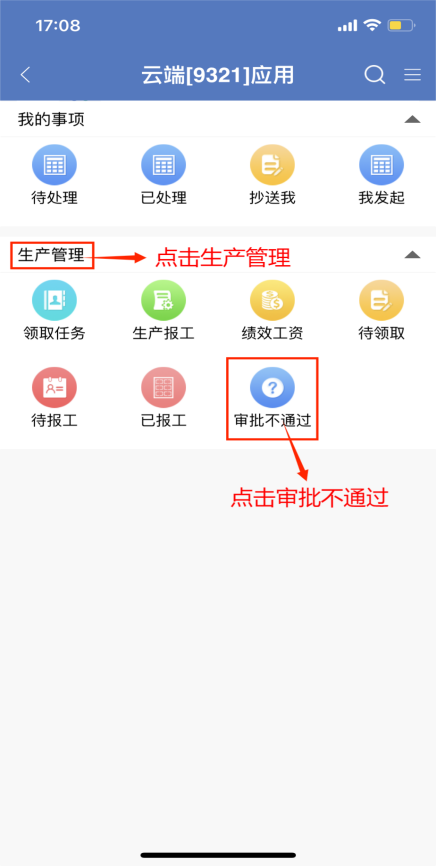 17:08
云端[9321]应用
我的事项
待处理 已处理 抄送我 我发起
生产管理 点击生产管理
领取任务 生产报工 绩效工资 待领取
待报工 已报工 审批不通过
点击审批不通过